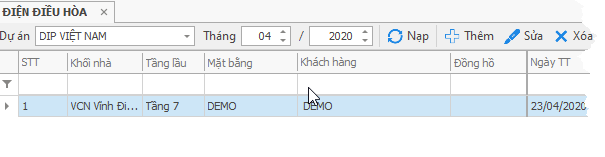 ĐIỆN ĐIỀU HÒA ×
Dự án DIP VIỆT NAM Tháng 04 / 2020 Nạp Thêm Sửa Xóa
STT Khối nhà Tầng lầu Mặt bằng Khách hàng Đồng hồ Ngày TT
1 VCN Vĩnh Đi... Tầng 7 DEMO DEMO 23/04/2020